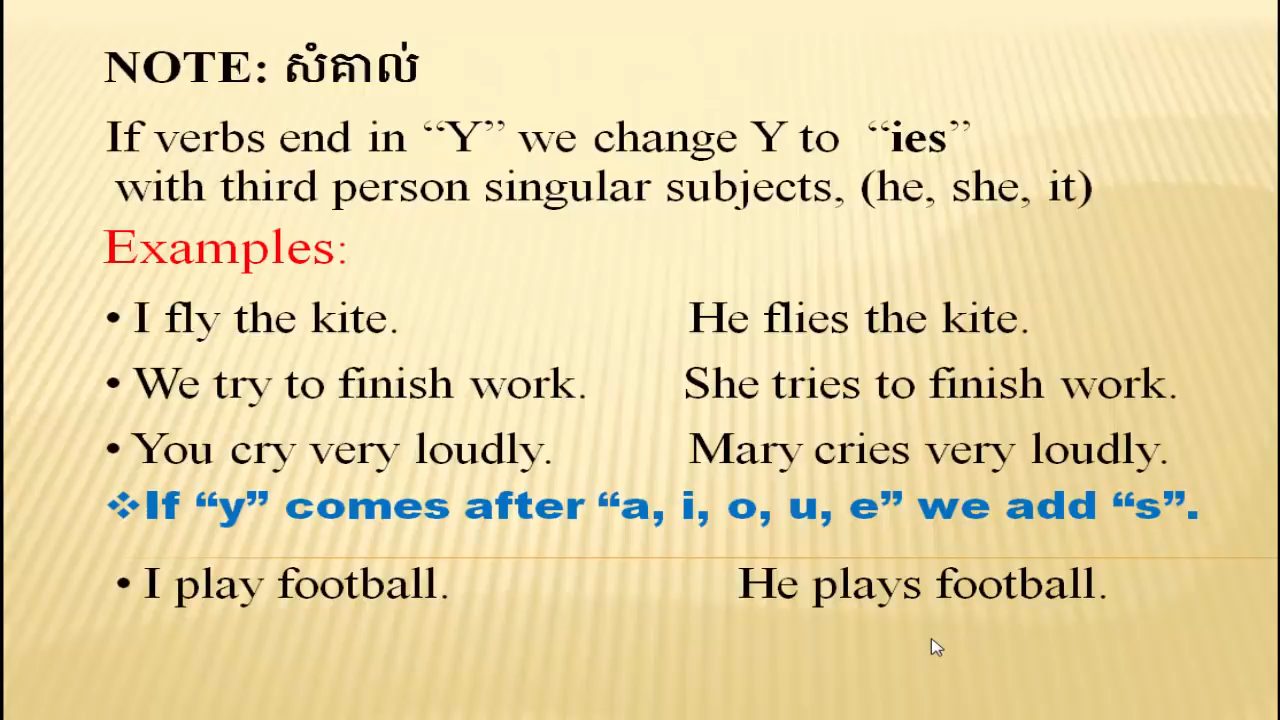 NOTE: សំគាល់
If verbs end in “Y” we change Y to “ies”
with third person singular subjects, (he, she, it)
Examples:
• I fly the kite. He flies the kite.
• We try to finish work. She tries to finish work.
• You cry very loudly. Mary cries very loudly.
❖If “y” comes after “a, i, o, u, e” we add “s”.
• I play football. He plays football.